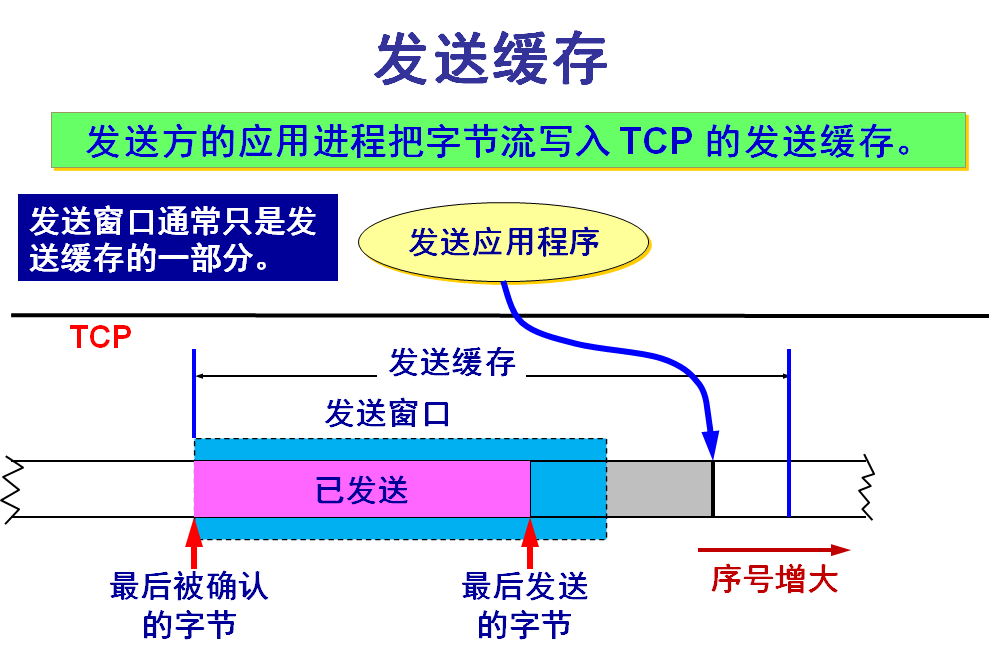 发送缓存
发送方的应用进程把字节流写入 TCP 的发送缓存。
发送窗口通常只是发
送缓存的一部分。
发送应用程序
TCP
发送缓存
发送窗口
已发送
最后被确认
的字节
最后发送
的字节
序号增大